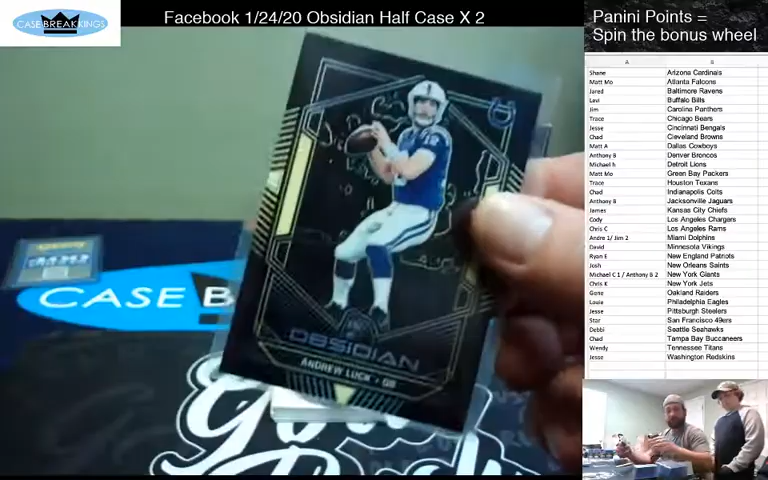 CASE BREAK KINGS
Facebook 1/24/20 Obsidian Half Case X 2
Panini Points =
Spin the bonus wheel
A B
Shane Arizona Cardinals
Matt Mo Atlanta Falcons
Jared Baltimore Ravens
Levi Buffalo Bills
Jim Carolina Panthers
Trace Chicago Bears
Jesse Cincinnati Bengals
Chad Cleveland Browns
Matt A Dallas Cowboys
Anthony B Denver Broncos
Michael h Detroit Lions
Matt Mo Green Bay Packers
Trace Houston Texans
Chad Indianapolis Colts
Anthony B Jacksonville Jaguars
James Kansas City Chiefs
Cody Los Angeles Chargers
Chris C Los Angeles Rams
Andre 1/ Jim 2 Miami Dolphins
David Minnesota Vikings
Ryan E New England Patriots
Josh New Orleans Saints
Michael C 1 / Anthony B 2 New York Giants
Chris K New York Jets
Gene Oakland Raiders
Louie Philadelphia Eagles
Jesse Pittsburgh Steelers
Star San Francisco 49ers
Debbi Seattle Seahawks
Chad Tampa Bay Buccaneers
Wendy Tennessee Titans
Jesse Washington Redskins
12
OBSIDIAN
ANDREW LUCK • QB
CASE B